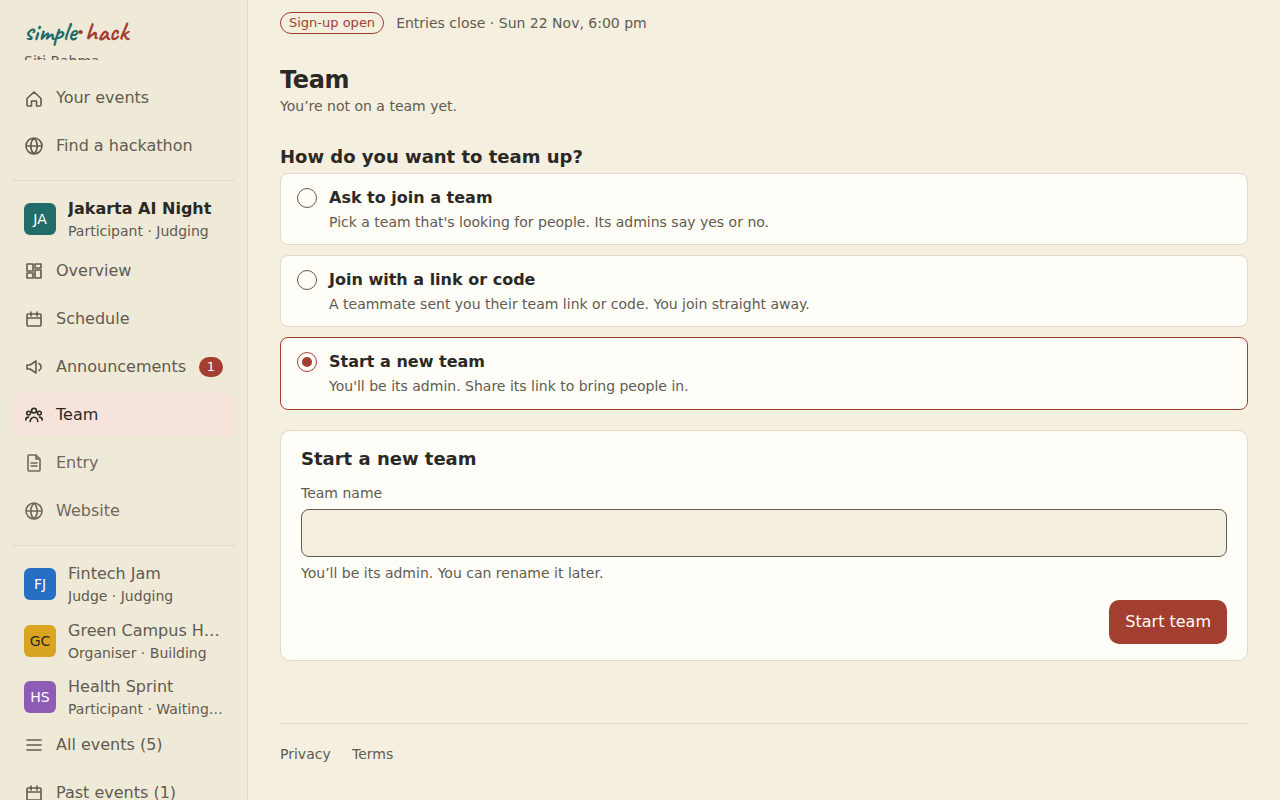 simple·hack
Siti Rahma
Your events
Find a hackathon
JA
Jakarta AI Night
Participant · Judging
Overview
Schedule
Announcements 1
Team
Entry
Website
FJ
Fintech Jam
Judge · Judging
GC
Green Campus H…
Organiser · Building
HS
Health Sprint
Participant · Waiting…
All events (5)
Past events (1)
Sign-up open Entries close · Sun 22 Nov, 6:00 pm
Team
You’re not on a team yet.
How do you want to team up?
Ask to join a team
Pick a team that's looking for people. Its admins say yes or no.
Join with a link or code
A teammate sent you their team link or code. You join straight away.
Start a new team
You'll be its admin. Share its link to bring people in.
Start a new team
Team name
You’ll be its admin. You can rename it later.
Start team
Privacy Terms